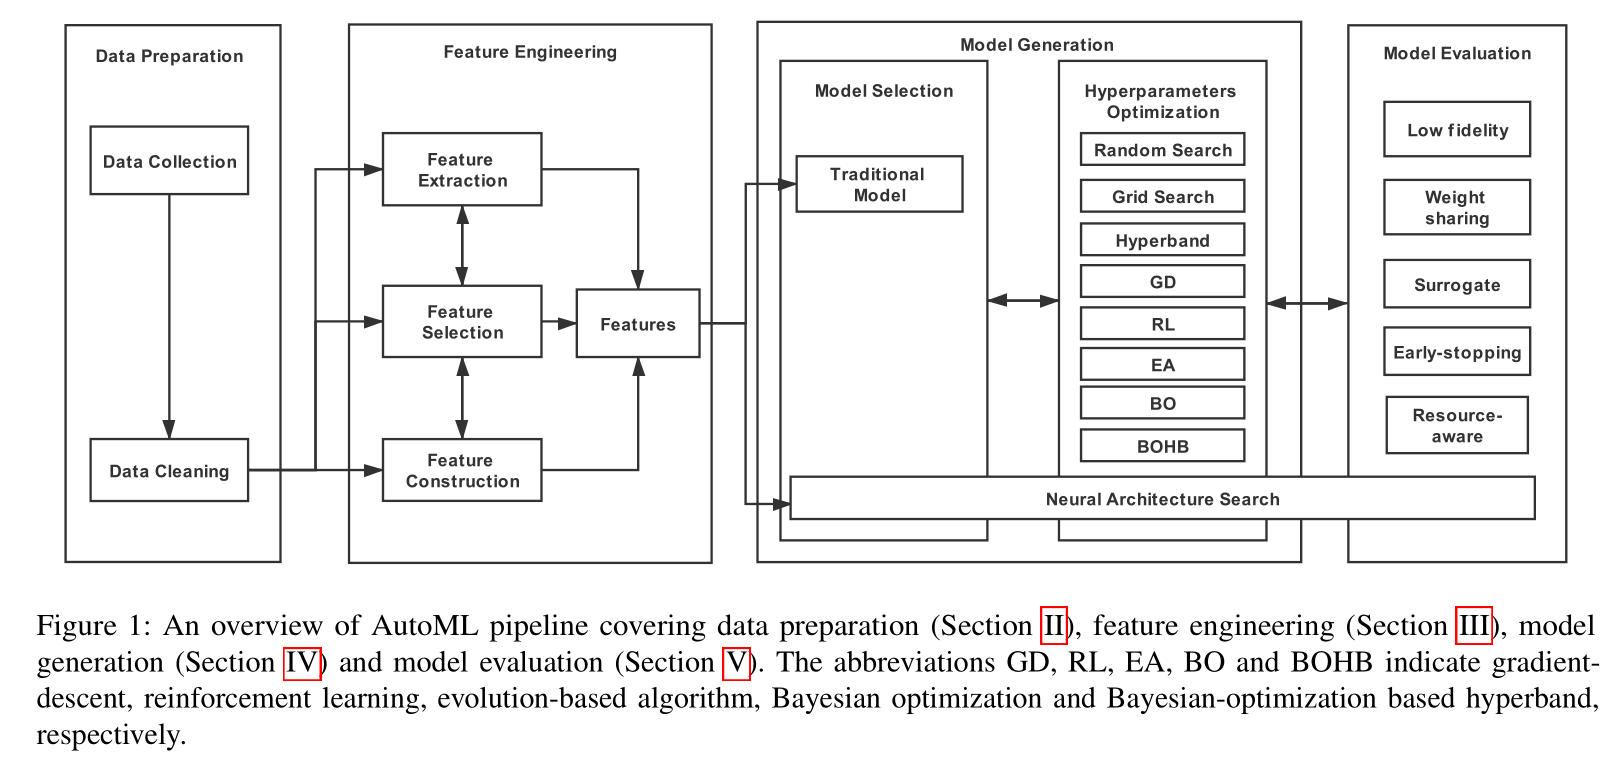 Data Preparation
Data Collection
Data Cleaning
Feature Engineering
Feature
Extraction
Feature
Selection
Feature
Construction
Features
Model Generation
Model Selection
Traditional
Model
Hyperparameters
Optimization
Random Search
Grid Search
Hyperband
GD
RL
EA
BO
BOHB
Neural Architecture Search
Model Evaluation
Low fidelity
Weight
sharing
Surrogate
Early-stopping
Resource-
aware
Figure 1: An overview of AutoML pipeline covering data preparation (Section II), feature engineering (Section III), model
generation (Section IV) and model evaluation (Section V). The abbreviations GD, RL, EA, BO and BOHB indicate gradient-
descent, reinforcement learning, evolution-based algorithm, Bayesian optimization and Bayesian-optimization based hyperband,
respectively.